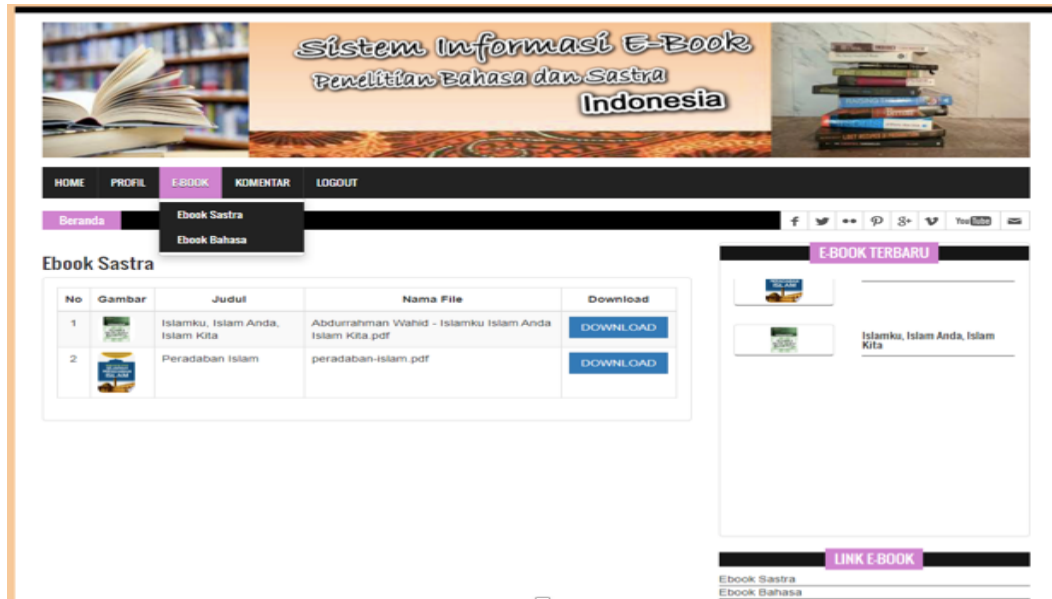 Sistem Informasi E-Book
Penelitian Bahasa dan Sastra
Indonesia
HOME PROFIL E-BOOK KOMENTAR LOGOUT
Ebook Sastra
Ebook Bahasa
Beranda
You Tube
Ebook Sastra
No Gambar Judul Nama File Download
1 Islamku, Islam Anda, Abdurrahman Wahid - Islamku Islam Anda DOWNLOAD
Islam Kita Islam Kita.pdf
2 Peradaban Islam peradaban-islam.pdf DOWNLOAD
E-BOOK TERBARU
Islamku, Islam Anda, Islam
Kita
LINK E-BOOK
Ebook Sastra
Ebook Bahasa